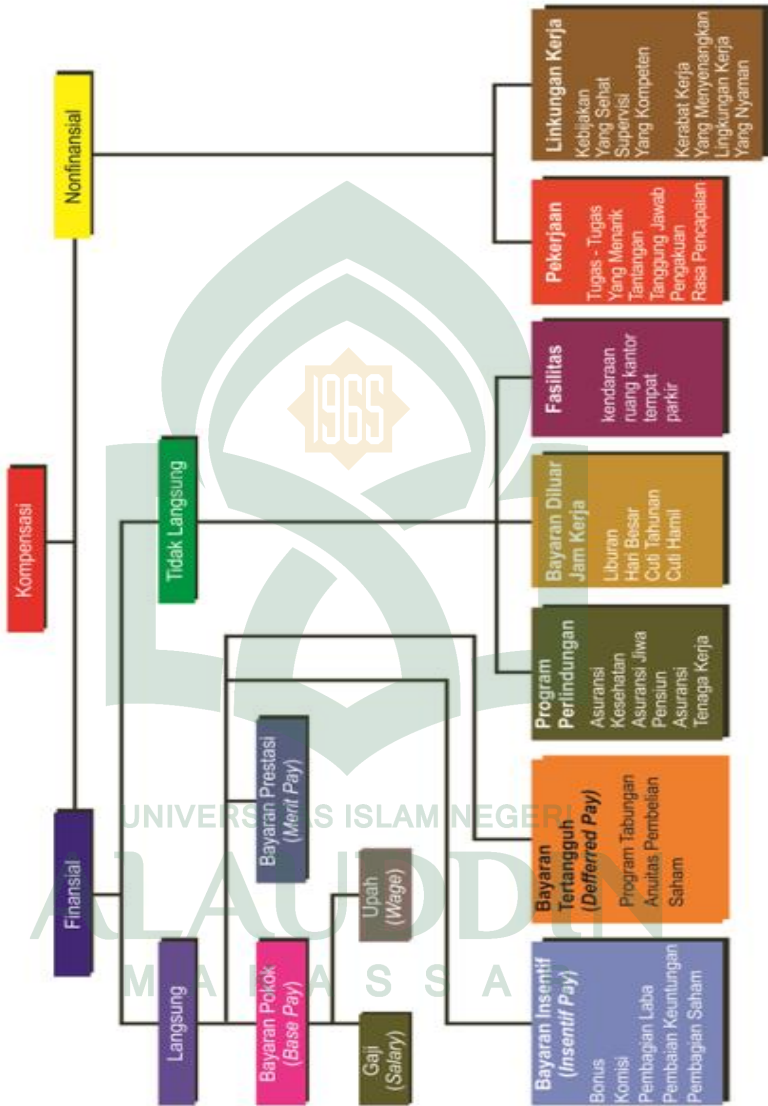 Kompensasi
Finansial
Nonfinansial
Langsung
Tidak Langsung
Bayaran Pokok
(Base Pay)
Bayaran Prestasi
(Merit Pay)
Gaji
(Salary)
Upah
(Wage)
Bayaran Insentif
(Insentif Pay)
Bonus
Komisi
Pembagian Laba
Pembaian Keuntungan
Pembagian Saham
Bayaran
Tertangguh
(Defferred Pay)
Program Tabungan
Anuitas Pembelian
Saham
Program
Perlindungan
Asuransi
Kesehatan
Asuransi Jiwa
Pensiun
Asuransi
Tenaga Kerja
Bayaran Diluar
Jam Kerja
Liburan
Hari Besar
Cuti Tahunan
Cuti Hamil
Fasilitas
kendaraan
ruang kantor
tempat
parkir
Pekerjaan
Tugas - Tugas
Yang Menarik
Tantangan
Tanggung Jawab
Pengakuan
Rasa Pencapaian
Linkungan Kerja
Kebijakan
Yang Sehat
Supervisi
Yang Kompeten
Kerabat Kerja
Yang Menyenangkan
Lingkungan Kerja
Yang Nyaman
1965
UNIVERSITAS ISLAM NEGERI
ALAUDDIN